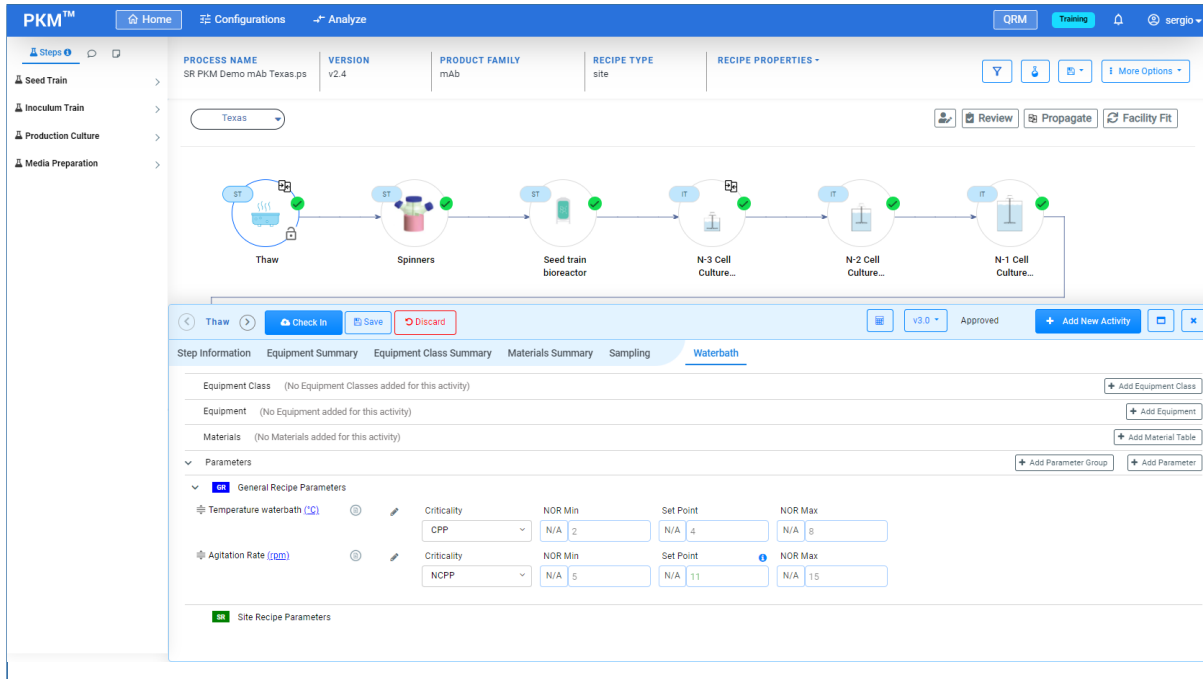 PKM™ Home Configurations Analyze QRM Training sergio
Steps
Seed Train
Inoculum Train
Production Culture
Media Preparation
PROCESS NAME VERSION PRODUCT FAMILY RECIPE TYPE RECIPE PROPERTIES
SR PKM Demo mAb Texas.ps v2.4 mAb site
More Options
Texas Review Propagate Facility Fit
ST ST ST IT IT IT
Thaw Spinners Seed train N-3 Cell N-2 Cell N-1 Cell
bioreactor Culture... Culture... Culture...
Thaw Check In Save Discard v3.0 Approved + Add New Activity
Step Information Equipment Summary Equipment Class Summary Materials Summary Sampling Waterbath
Equipment Class (No Equipment Classes added for this activity) + Add Equipment Class
Equipment (No Equipment added for this activity) + Add Equipment
Materials (No Materials added for this activity) + Add Material Table
Parameters + Add Parameter Group + Add Parameter
GR General Recipe Parameters
Temperature waterbath (°C) Criticality NOR Min Set Point NOR Max
CPP N/A 2 N/A 4 N/A 8
Agitation Rate (rpm) Criticality NOR Min Set Point NOR Max
NCPP N/A 5 N/A 11 N/A 15
SR Site Recipe Parameters